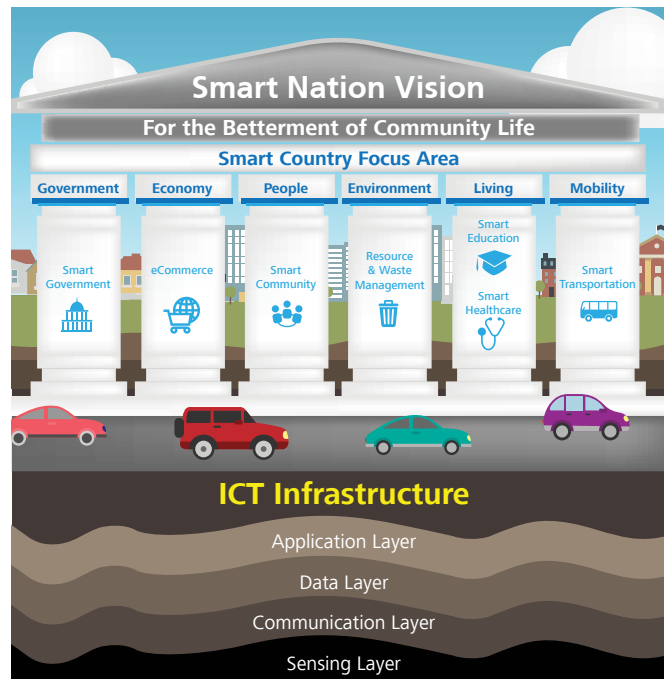 Smart Nation Vision
For the Betterment of Community Life
Smart Country Focus Area
Government
Economy
People
Environment
Living
Mobility
Smart
Government
eCommerce
Smart
Community
Resource
& Waste
Management
Smart
Education
Smart
Healthcare
Smart
Transportation
ICT Infrastructure
Application Layer
Data Layer
Communication Layer
Sensing Layer